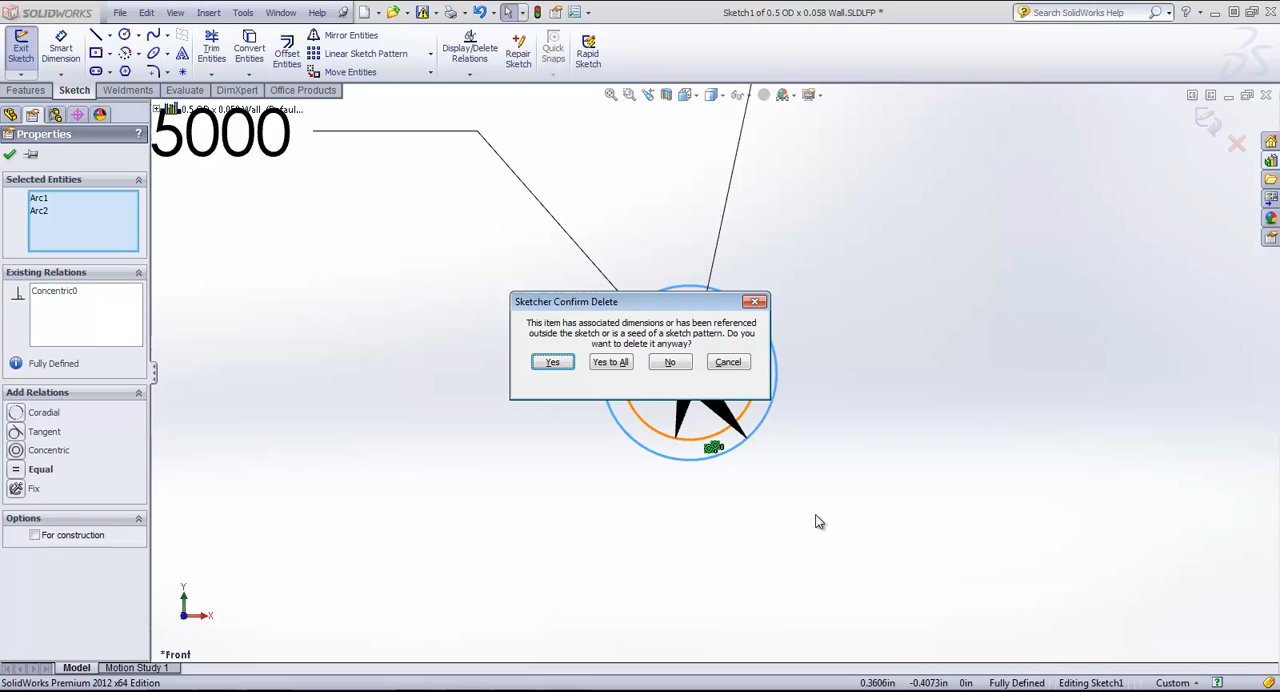 SOLIDWORKS File Edit View Insert Tools Window Help Sketch1 of 0.5 OD x 0.058 Wall.SLDLFP * Search SolidWorks
Exit Sketch Smart Dimension Trim Entities Convert Entities Offset Entities Mirror Entities Linear Sketch Pattern Move Entities Display/Delete Relations Repair Sketch Quick Snaps Rapid Sketch
Features Sketch Weldments Evaluate DimXpert Office Products
Properties ?
5000
Selected Entities
Arc1
Arc2
Existing Relations
Concentric0
Fully Defined
Add Relations
Coradial
Tangent
Concentric
Equal
Fix
Options
For construction
Sketcher Confirm Delete
This item has associated dimensions or has been referenced
outside the sketch or is a seed of a sketch pattern. Do you
want to delete it anyway?
Yes Yes to All No Cancel
Y
X
*Front
Model Motion Study 1
SolidWorks Premium 2012 x64 Edition 0.3606in -0.4073in 0in Fully Defined Editing Sketch1 Custom